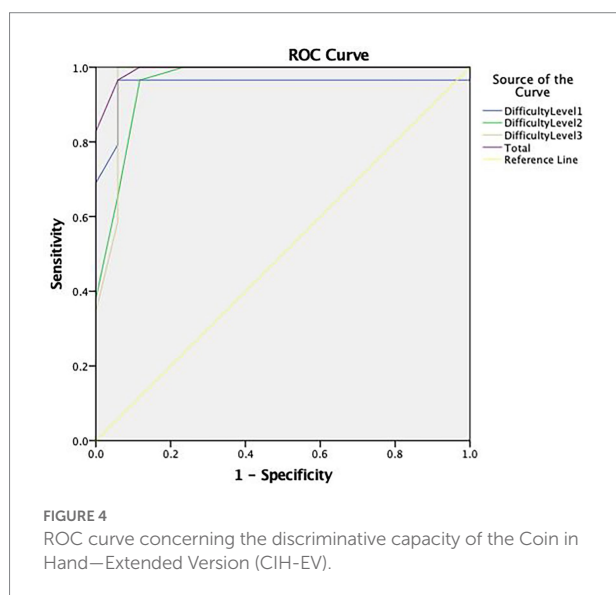 ROC Curve
Source of the
Curve
DifficultyLevel1
DifficultyLevel2
DifficultyLevel3
Total
Reference Line
1.0
0.8
0.6
0.4
0.2
0.0
Sensitivity
0.0 0.2 0.4 0.6 0.8 1.0
1 – Specificity
FIGURE 4
ROC curve concerning the discriminative capacity of the Coin in
Hand—Extended Version (CIH-EV).